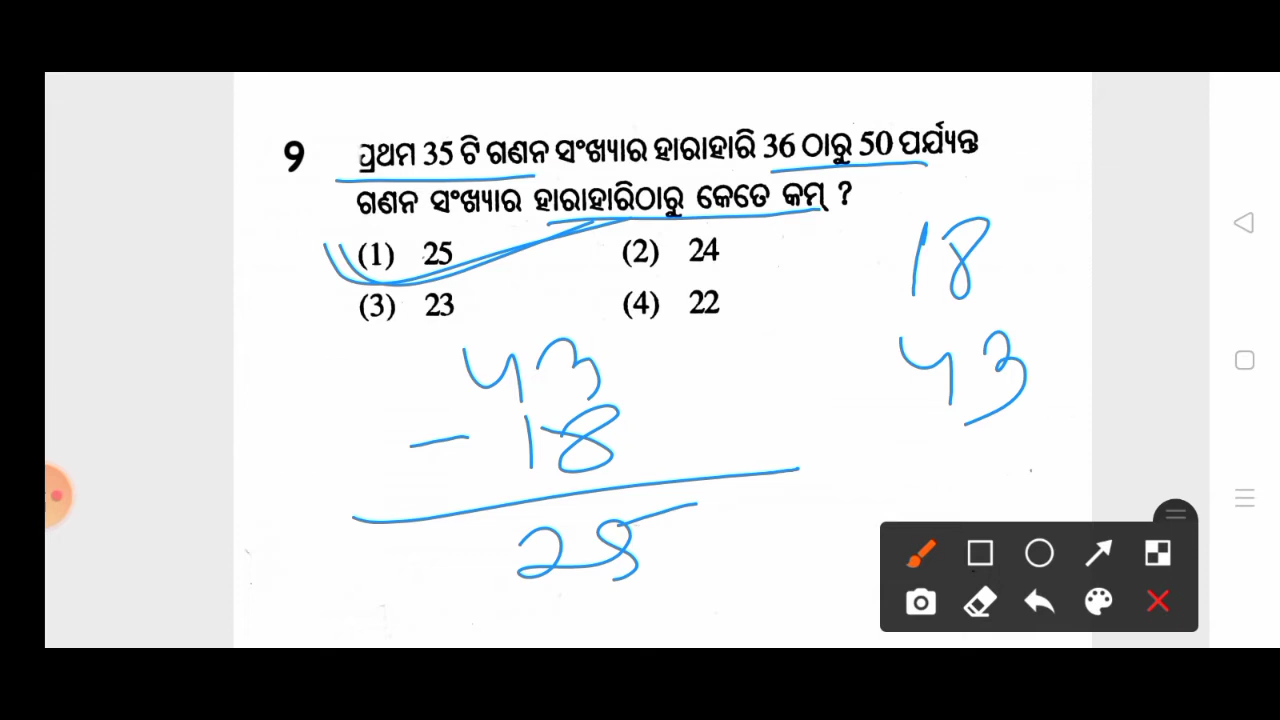 9 ପ୍ରଥମ 35 ଟି ଗଣନ ସଂଖ୍ୟାର ହାରାହାରି 36 ଠାରୁ 50 ପର୍ଯ୍ୟନ୍ତ
ଗଣନ ସଂଖ୍ୟାର ହାରାହାରିଠାରୁ କେତେ କମ୍ ?
(1) 25 (2) 24
(3) 23 (4) 22
18
43
43
- 18
25